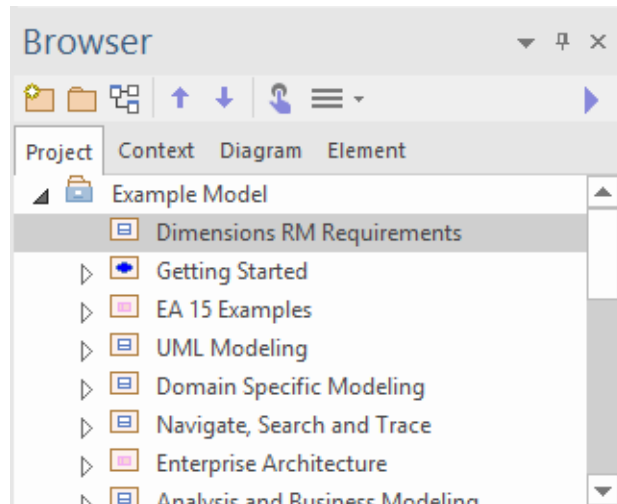 Browser
Project Context Diagram Element
Example Model
Dimensions RM Requirements
Getting Started
EA 15 Examples
UML Modeling
Domain Specific Modeling
Navigate, Search and Trace
Enterprise Architecture
Analysis and Business Modeling